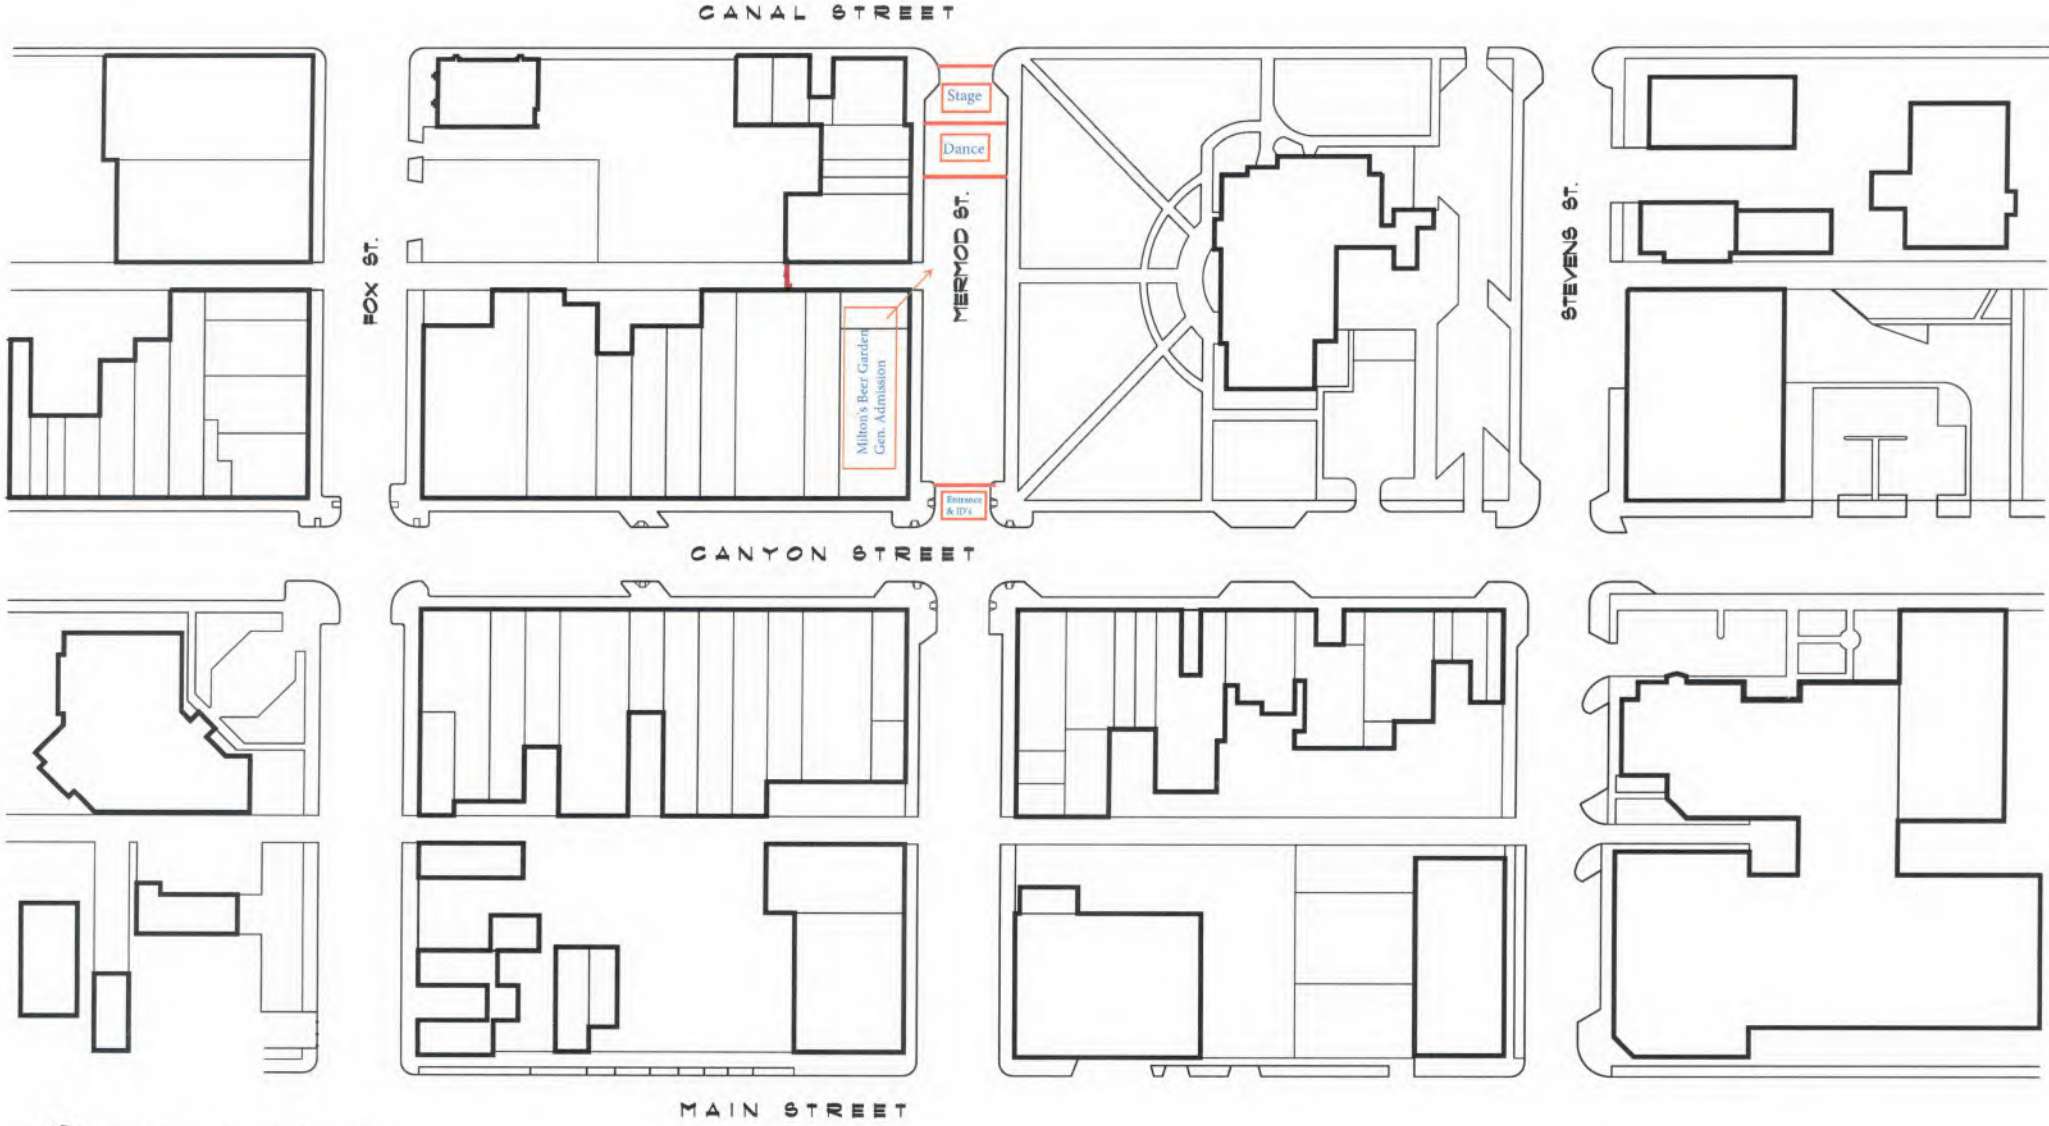 CANAL STREET
Stage
Dance
FOX ST.
MERMOD ST.
STEVENS ST.
Milton's Beer Garden
Gen. Admission
Entrance
& ID's
CANYON STREET
MAIN STREET